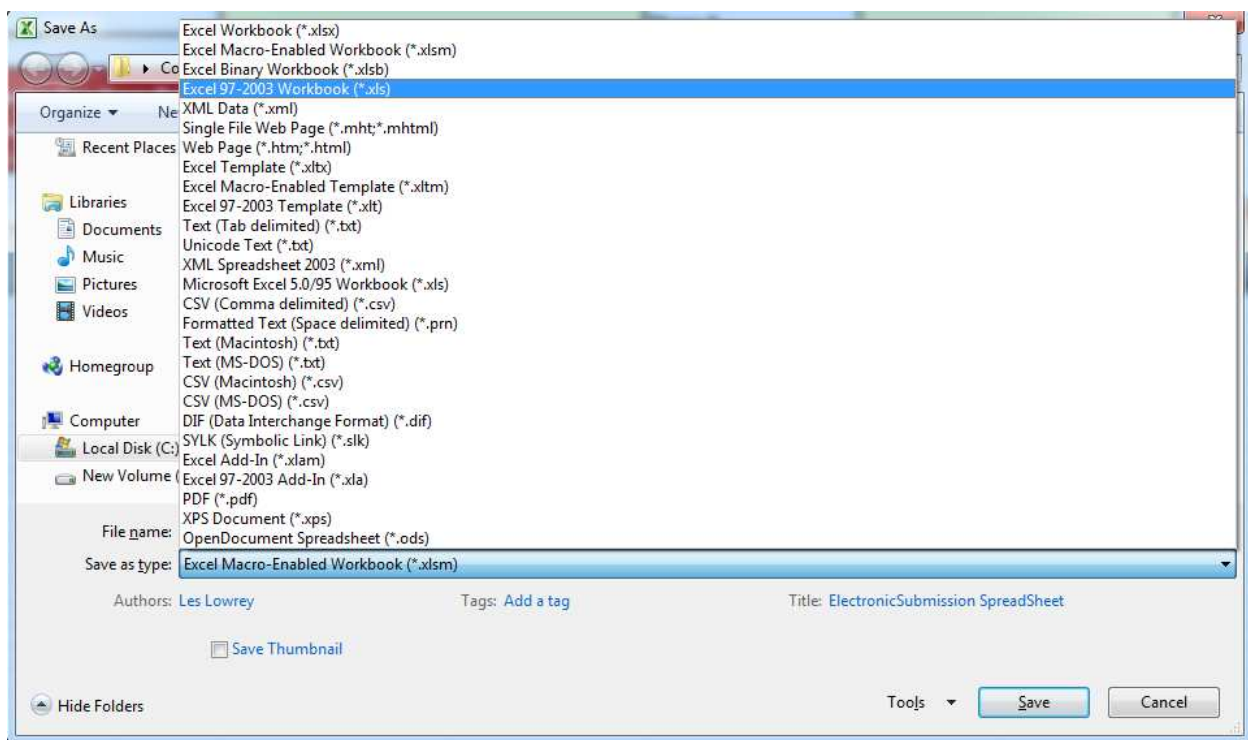 Save As
Co
Organize
Ne
Recent Places
Libraries
Documents
Music
Pictures
Videos
Homegroup
Computer
Local Disk (C:)
New Volume (
Excel Workbook (*.xlsx)
Excel Macro-Enabled Workbook (*.xlsm)
Excel Binary Workbook (*.xlsb)
Excel 97-2003 Workbook (*.xls)
XML Data (*.xml)
Single File Web Page (*.mht;*.mhtml)
Web Page (*.htm;*.html)
Excel Template (*.xltx)
Excel Macro-Enabled Template (*.xltm)
Excel 97-2003 Template (*.xlt)
Text (Tab delimited) (*.txt)
Unicode Text (*.txt)
XML Spreadsheet 2003 (*.xml)
Microsoft Excel 5.0/95 Workbook (*.xls)
CSV (Comma delimited) (*.csv)
Formatted Text (Space delimited) (*.prn)
Text (Macintosh) (*.txt)
Text (MS-DOS) (*.txt)
CSV (Macintosh) (*.csv)
CSV (MS-DOS) (*.csv)
DIF (Data Interchange Format) (*.dif)
SYLK (Symbolic Link) (*.slk)
Excel Add-In (*.xlam)
Excel 97-2003 Add-In (*.xla)
PDF (*.pdf)
XPS Document (*.xps)
OpenDocument Spreadsheet (*.ods)
File name:
Save as type: Excel Macro-Enabled Workbook (*.xlsm)
Authors: Les Lowrey Tags: Add a tag Title: ElectronicSubmission SpreadSheet
Save Thumbnail
Hide Folders Tools Save Cancel